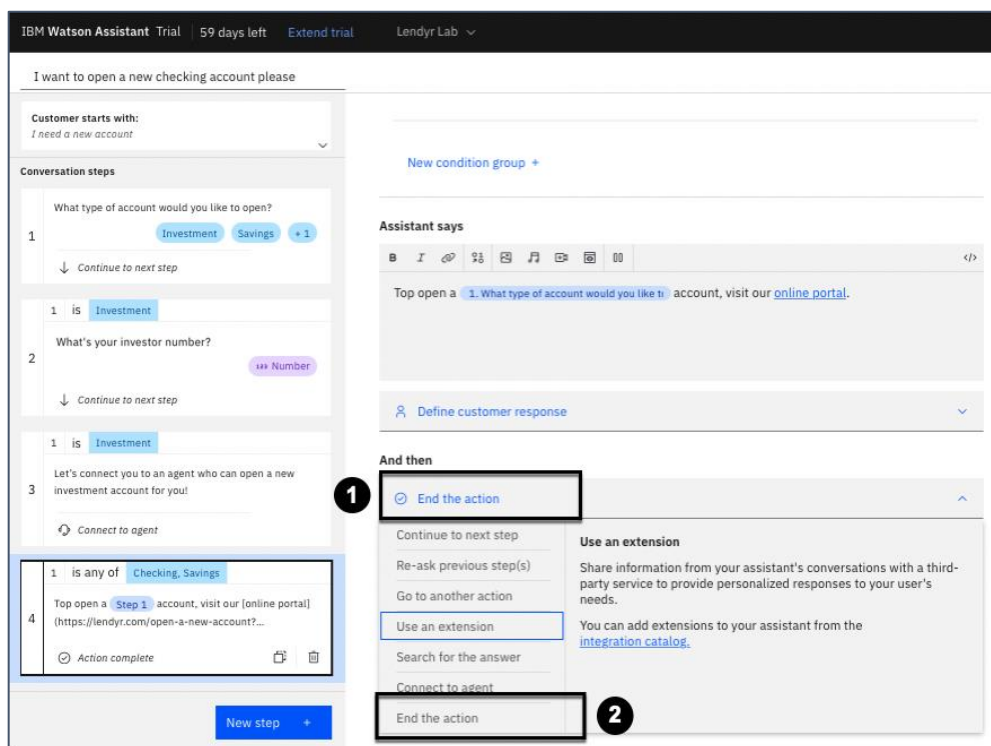 IBM Watson Assistant Trial 59 days left Extend trial Lendyr Lab
I want to open a new checking account please
Customer starts with:
I need a new account
Conversation steps
What type of account would you like to open?
1
Investment Savings + 1
Continue to next step
1 is Investment
What's your investor number?
2
123 Number
Continue to next step
1 is Investment
Let's connect you to an agent who can open a new
3 investment account for you!
Connect to agent
1 is any of Checking, Savings
Top open a Step 1 account, visit our [online portal]
4 (https://lendyr.com/open-a-new-account?...
Action complete
New step +
New condition group +
Assistant says
B I </>
Top open a 1. What type of account would you like t account, visit our online portal.
Define customer response
And then
1 End the action
Continue to next step
Re-ask previous step(s)
Go to another action
Use an extension
Search for the answer
Connect to agent
End the action 2
Use an extension
Share information from your assistant's conversations with a third-
party service to provide personalized responses to your user's
needs.
You can add extensions to your assistant from the
integration catalog.